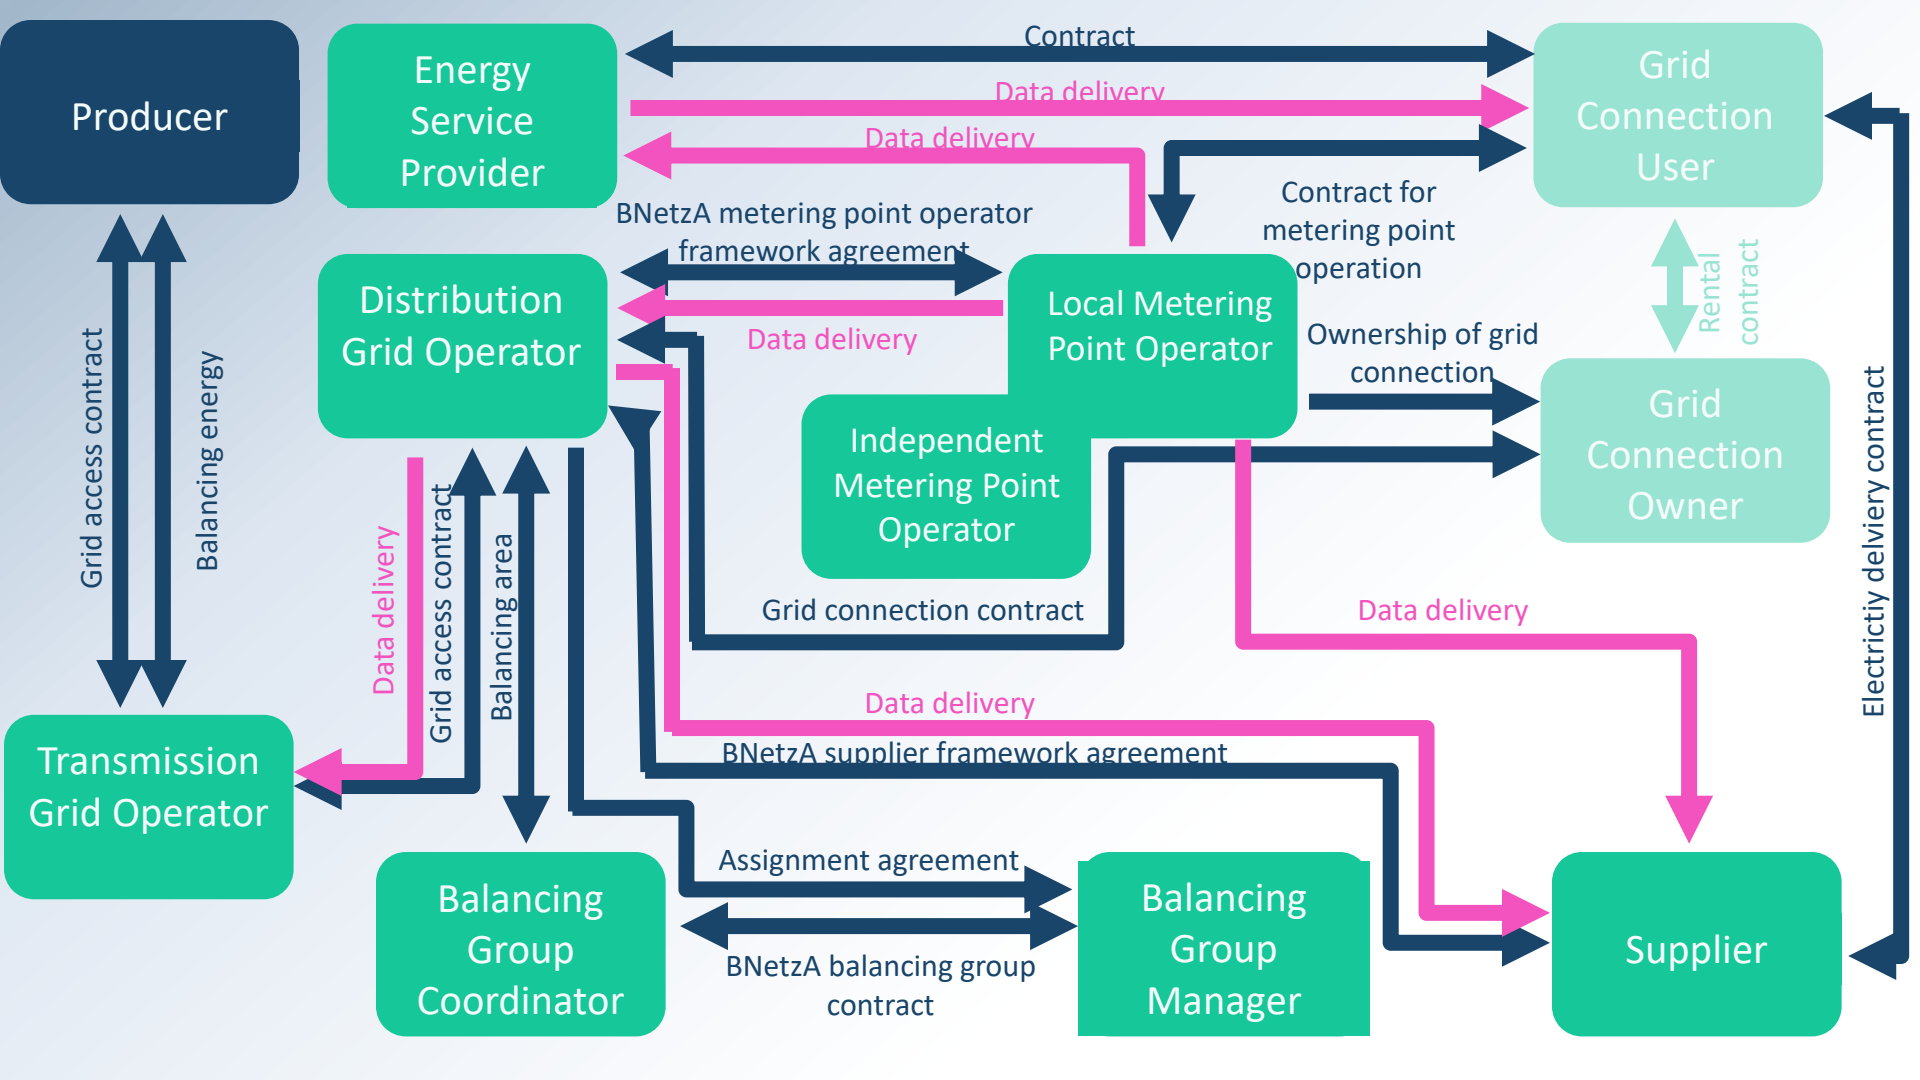 Producer
Energy
Service
Provider
Contract
Data delivery
Data delivery
Grid
Connection
User
BNetzA metering point operator
framework agreement
Contract for
metering point
operation
Rental
contract
Distribution
Grid Operator
Data delivery
Local Metering
Point Operator
Ownership of grid
connection
Grid
Connection
Owner
Independent
Metering Point
Operator
Grid access contract
Balancing energy
Data delivery
Grid access contract
Balancing area
Grid connection contract
Data delivery
Electrictiy delviery contract
Data delivery
BNetzA supplier framework agreement
Transmission
Grid Operator
Assignment agreement
Balancing
Group
Coordinator
BNetzA balancing group
contract
Balancing
Group
Manager
Supplier